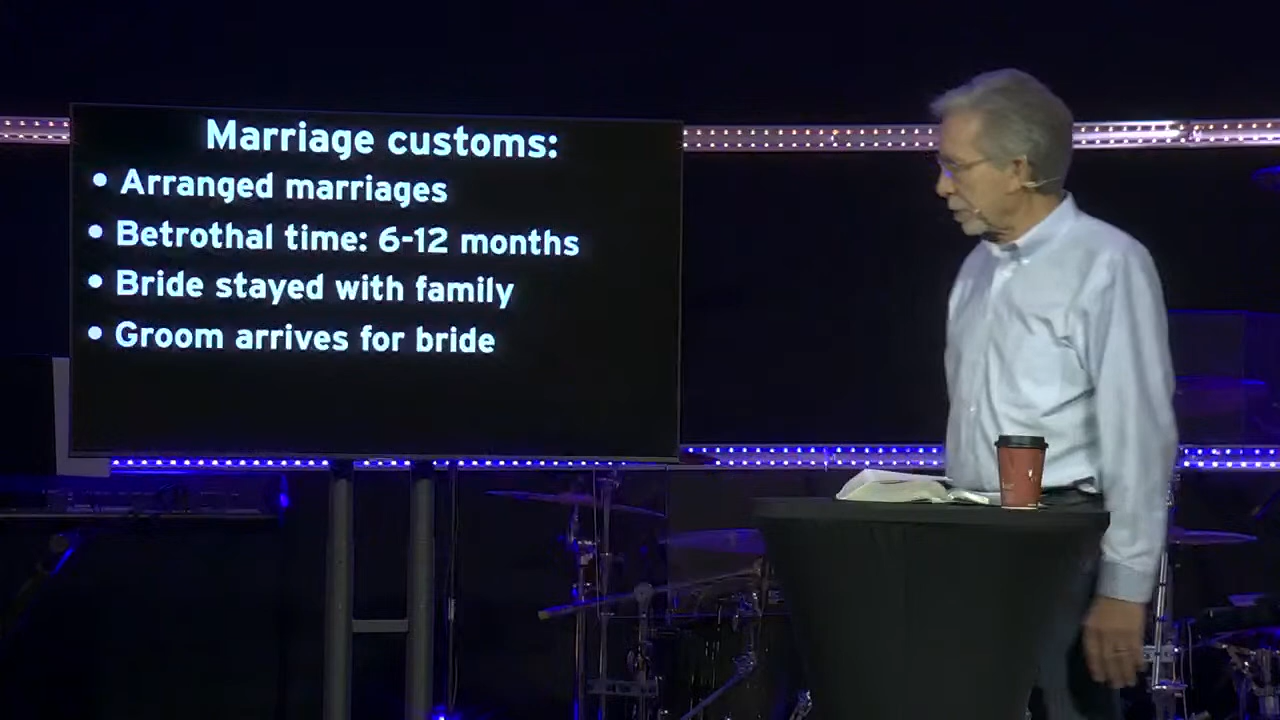 Marriage customs:
• Arranged marriages
• Betrothal time: 6-12 months
• Bride stayed with family
• Groom arrives for bride